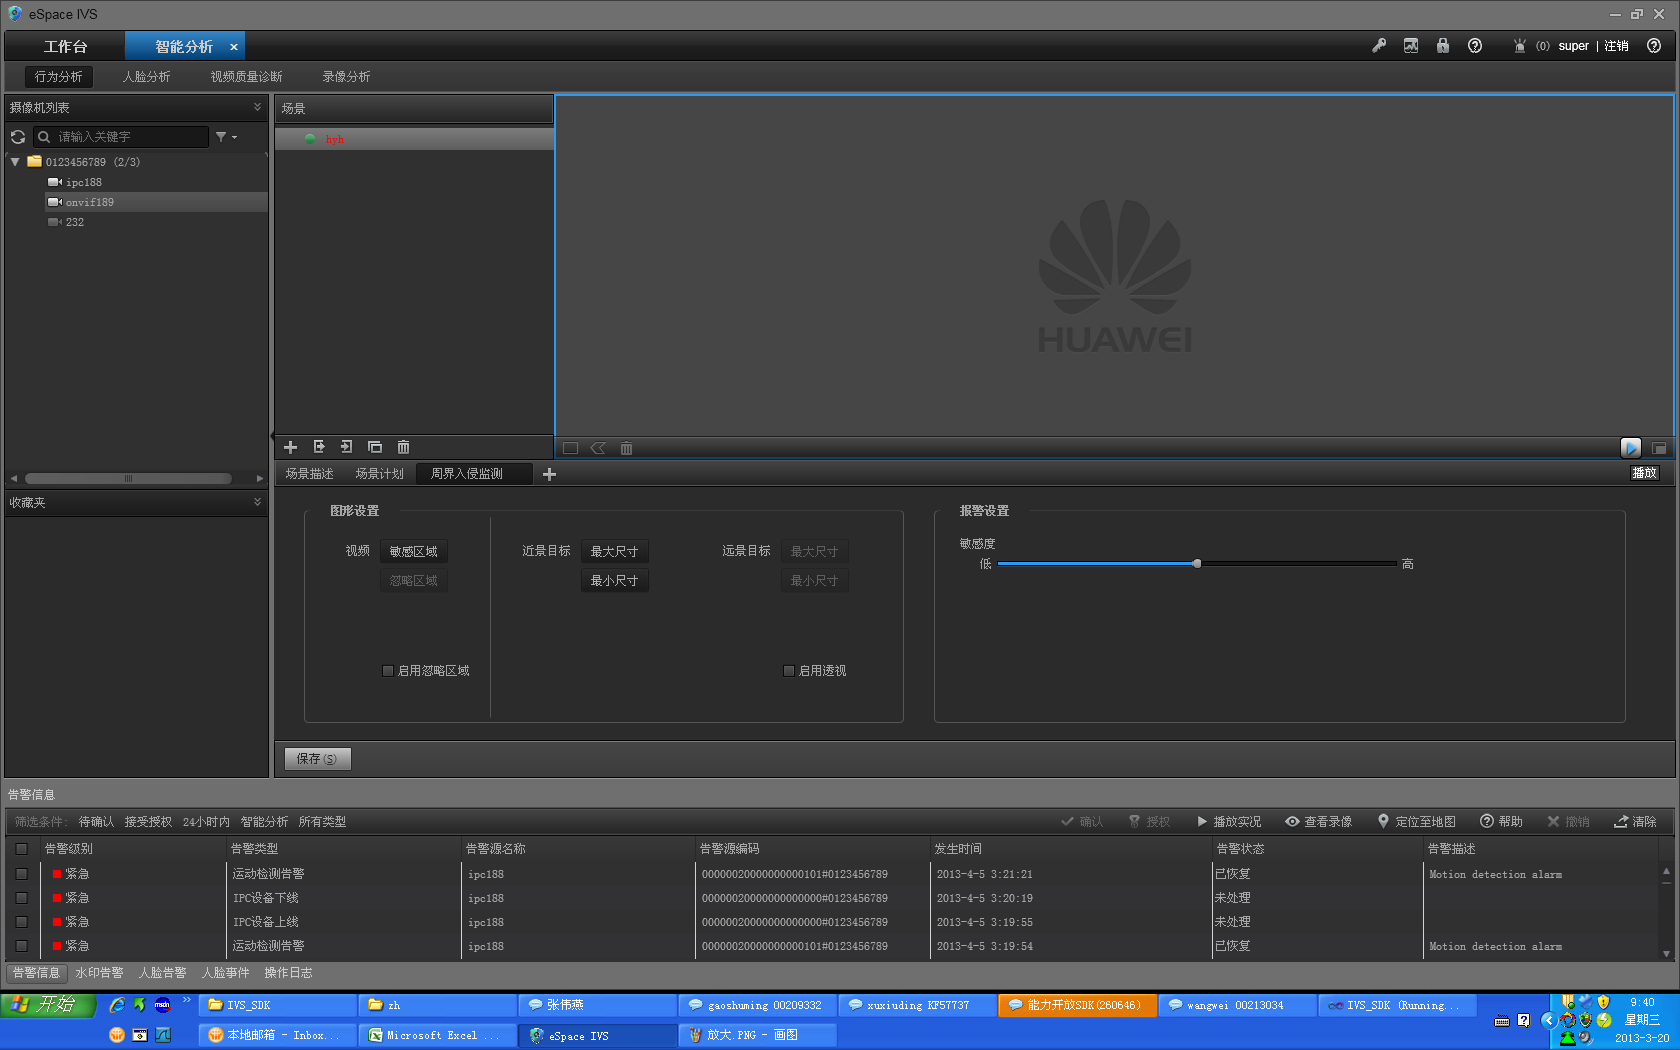 eSpace IVS
工作台 智能分析 × (0) super | 注销
行为分析 人脸分析 视频质量诊断 录像分析
摄像机列表
请输入关键字
0123456789 (2/3)
ipc188
onvif189
232
收藏夹
场景
hyh
HUAWEI
场景描述 场景计划 周界入侵监测 播放
图形设置
视频 敏感区域 近景目标 最大尺寸 远景目标 最大尺寸
忽略区域 最小尺寸 最小尺寸
启用忽略区域 启用透视
报警设置
敏感度
低 高
保存(S)
告警信息
筛选条件: 待确认 接受授权 24小时内 智能分析 所有类型 确认 授权 播放实况 查看录像 定位至地图 帮助 撤销 清除
告警级别 告警类型 告警源名称 告警源编码 发生时间 告警状态 告警描述
紧急 运动检测告警 ipc188 00000020000000000101#0123456789 2013-4-5 3:21:21 已恢复 Motion detection alarm
紧急 IPC设备下线 ipc188 00000020000000000000#0123456789 2013-4-5 3:20:19 未处理
紧急 IPC设备上线 ipc188 00000020000000000000#0123456789 2013-4-5 3:19:55 未处理
紧急 运动检测告警 ipc188 00000020000000000101#0123456789 2013-4-5 3:19:54 已恢复 Motion detection alarm
告警信息 水印告警 人脸告警 人脸事件 操作日志
开始 msdn IVS_SDK zh 张伟燕 gaoshuming 00209332 xuxiuding KF57737 能力开放SDK(260646) wangwei 00213034 IVS_SDK (Running... 9:40
星期三
本地邮箱 - Inbox... Microsoft Excel ... eSpace IVS 放大.PNG - 画图 2013-3-20